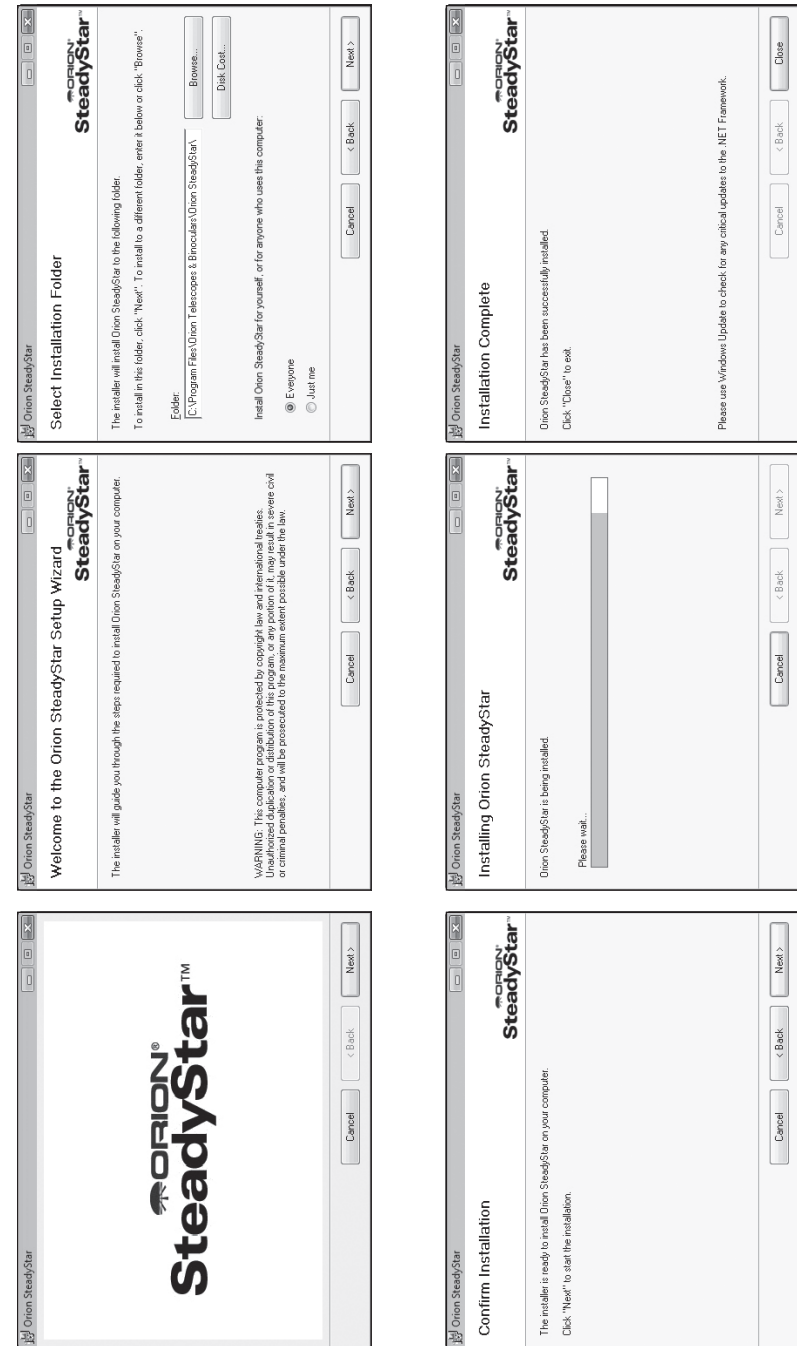 Orion SteadyStar
ORION®
SteadyStar™
Cancel < Back Next >
Orion SteadyStar
Welcome to the Orion SteadyStar Setup Wizard
ORION®
SteadyStar™
The installer will guide you through the steps required to install Orion SteadyStar on your computer.
WARNING: This computer program is protected by copyright law and international treaties.
Unauthorized duplication or distribution of this program, or any portion of it, may result in severe civil
or criminal penalties, and will be prosecuted to the maximum extent possible under the law.
Cancel < Back Next >
Orion SteadyStar
Select Installation Folder
ORION®
SteadyStar™
The installer will install Orion SteadyStar to the following folder.
To install in this folder, click "Next". To install to a different folder, enter it below or click "Browse".
Folder:
C:\Program Files\Orion Telescopes & Binoculars\Orion SteadyStar\ Browse...
Disk Cost...
Install Orion SteadyStar for yourself, or for anyone who uses this computer:
Everyone
Just me
Cancel < Back Next >
Orion SteadyStar
Confirm Installation
ORION®
SteadyStar™
The installer is ready to install Orion SteadyStar on your computer.
Click "Next" to start the installation.
Cancel < Back Next >
Orion SteadyStar
Installing Orion SteadyStar
ORION®
SteadyStar™
Orion SteadyStar is being installed.
Please wait...
Cancel < Back Next >
Orion SteadyStar
Installation Complete
ORION®
SteadyStar™
Orion SteadyStar has been successfully installed.
Click "Close" to exit.
Please use Windows Update to check for any critical updates to the .NET Framework.
Cancel < Back Close